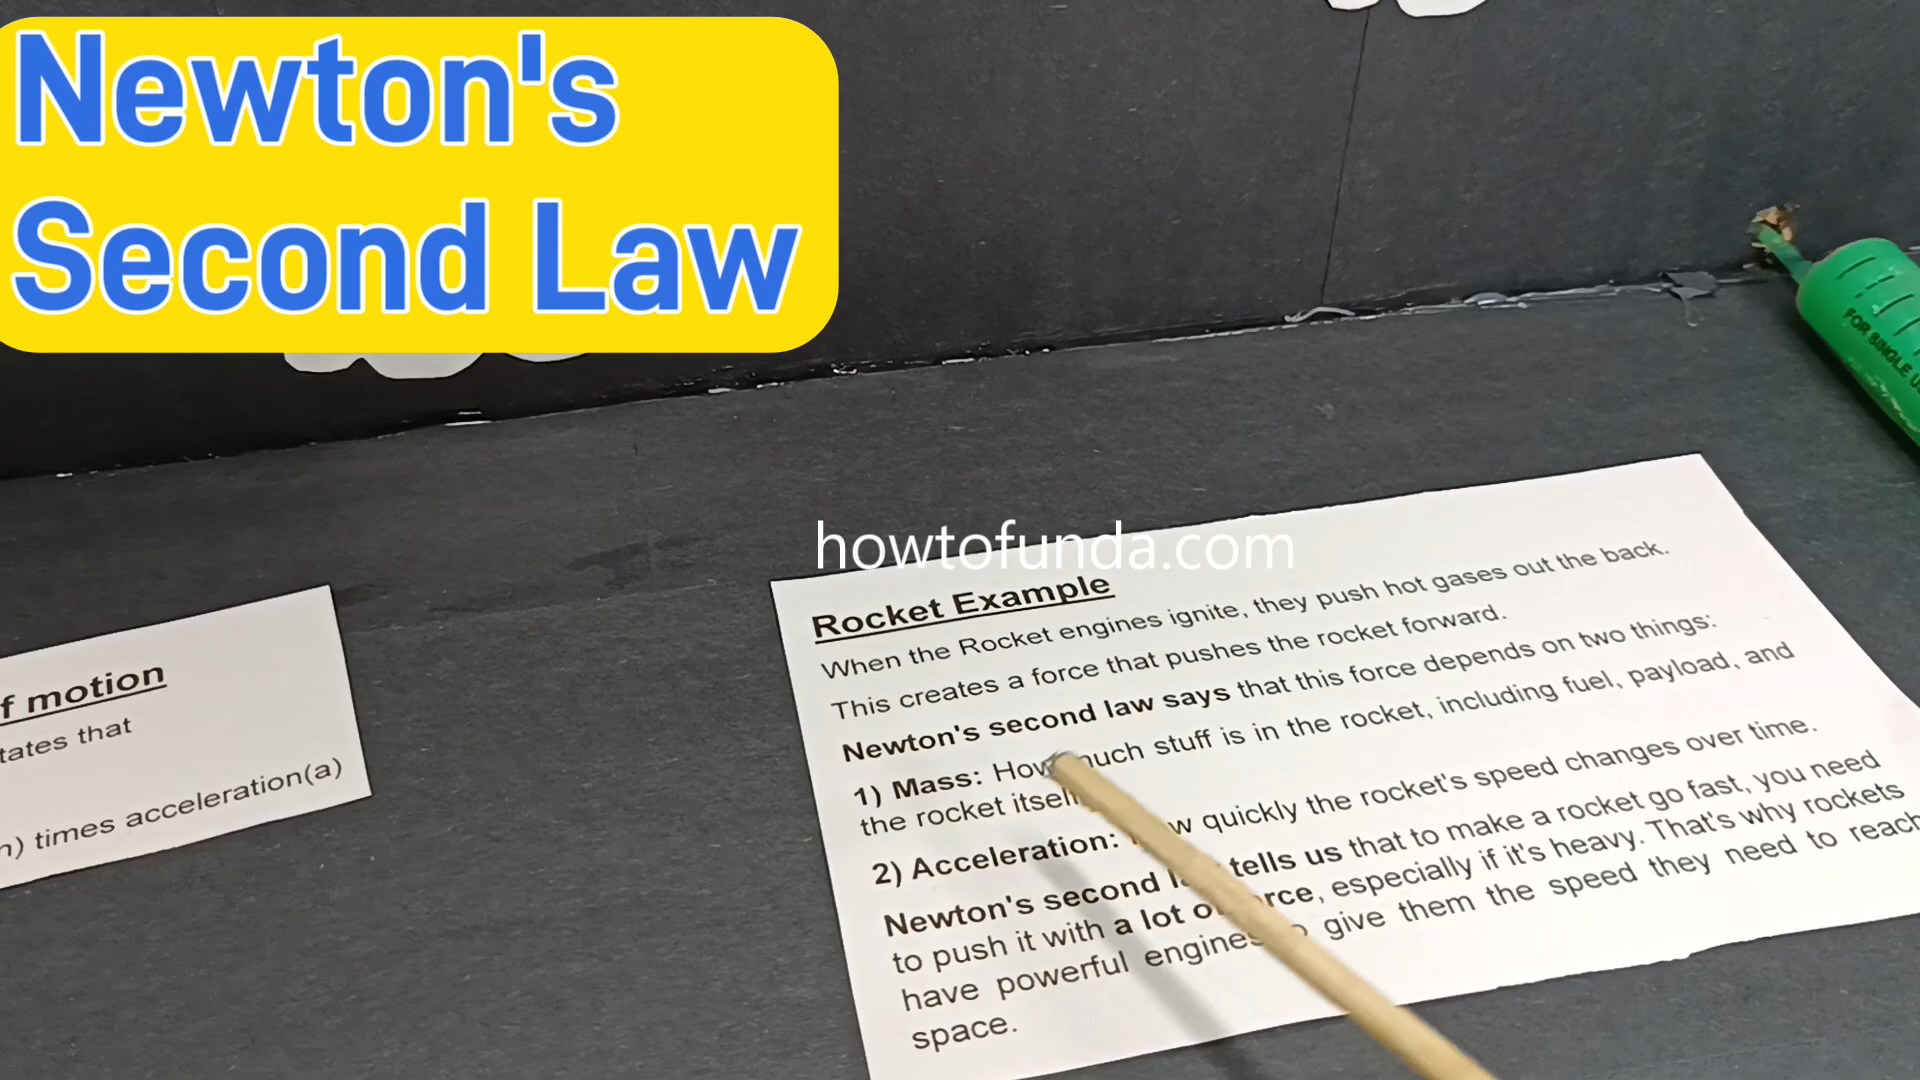 Newton's
Second Law
FOR SINGLE
howtofunda.com
f motion
tates that
) times acceleration(a)
Rocket Example
When the Rocket engines ignite, they push hot gases out the back.
This creates a force that pushes the rocket forward.
Newton's second law says that this force depends on two things:
1) Mass: How much stuff is in the rocket, including fuel, payload, and
the rocket itself
2) Acceleration: quickly the rocket's speed changes over time.
Newton's second tells us that to make a rocket go fast, you need
to push it with a lot of force, especially if it's heavy. That's why rockets
have powerful engines give them the speed they need to reach
space.